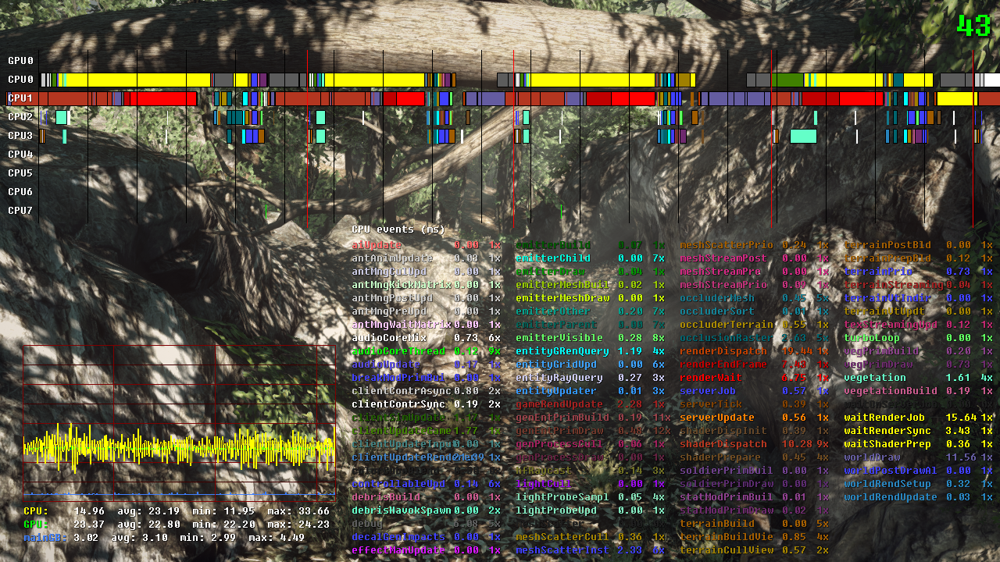 43
GPU0
CPU0
CPU1
CPU2
CPU3
CPU4
CPU5
CPU6
CPU7
CPU events (ms)
aiUpdate 0.00 1x emitterBuild 0.07 1x meshScatterPrio 0.24 1x terrainPostBld 0.00 1x
antAnimUpdate 0.03 1x emitterChild 0.00 7x meshStreamPost 0.00 1x terrainPrepBld 0.12 1x
antMngCulUpd 0.00 1x emitterDraw 0.04 1x meshStreamPre 0.00 1x terrainPrio 0.73 1x
antMngKickMatrix 0.00 1x emitterMeshBuil 0.02 1x meshStreamPrio 0.09 1x terrainStreaming 0.04 1x
antMngPostUpd 0.00 1x emitterMeshDraw 0.00 1x occluderMesh 0.45 5x terrainVtIndir 0.00 1x
antMngPreUpd 0.00 1x emitterOther 0.20 7x occluderSort 0.01 1x terrainVtUpdt 0.00 1x
antMngWaitMatrix 0.00 1x emitterParent 0.00 7x occluderTerrain 0.55 1x texStreamingUpd 0.12 1x
audioCoreMix 0.73 6x emitterVisible 0.28 8x occlusionRaster 2.63 5x turboLoop 0.00 1x
audioCoreThread 0.12 9x entityGRenQuery 1.19 4x renderDispatch 19.44 1x vegPrimBuild 0.20 1x
audioUpdate 0.17 1x entityGridUpd 0.00 6x renderEndFrame 7.48 1x vegPrimDraw 0.73 1x
breakModPrimBui 0.00 1x entityRayQuery 0.27 3x renderWait 6.75 1x vegetation 1.61 4x
clientContrAsync 0.80 2x entityUpdater 0.01 3x serverJob 0.57 1x vegetationBuild 0.19 1x
clientContrSync 0.19 2x gameRendUpdate 2.28 1x serverTick 0.39 1x
clientSimUpdate 1.17 1x genEntPrimBuild 0.19 11x serverUpdate 0.56 1x waitRenderJob 15.64 1x
clientUpdateGame 1.77 1x genEntPrimDraw 0.48 12x shaderDispInit 0.39 1x waitRenderSync 3.43 1x
clientUpdateInput 0.00 1x genProcessBuil 0.06 1x shaderDispatch 10.28 9x waitShaderPrep 0.36 1x
clientUpdateRender 1x genProcessDraw 0.00 1x shaderPrepare 0.45 4x worldDraw 11.56 1x
hfRayCast 0.14 3x soldierPrimBuil 0.00 1x worldPostDrawAl 0.00 1x
controllableUpd 0.14 6x lightCull 0.00 1x soldierPrimDraw 0.00 1x worldRendSetup 0.32 1x
debrisBuild 0.00 1x lightProbeSampl 0.05 4x statModPrimBuil 0.01 1x worldRendUpdate 0.03 1x
debrisHavokSpawn 0.00 2x lightProbeUpd 0.00 1x statModPrimDraw 0.02 1x
debug 6.08 5x terrainBuild 0.00 5x
decalGenImpacts 0.00 1x meshScatterCull 0.36 1x terrainBuildVie 0.85 4x
effectManUpdate 0.00 1x meshScatterInst 2.33 6x terrainCullView 0.57 2x
CPU: 14.96 avg: 23.19 min: 11.95 max: 33.66
GPU: 23.37 avg: 22.80 min: 22.20 max: 24.23
mainGB: 3.02 avg: 3.10 min: 2.99 max: 4.49